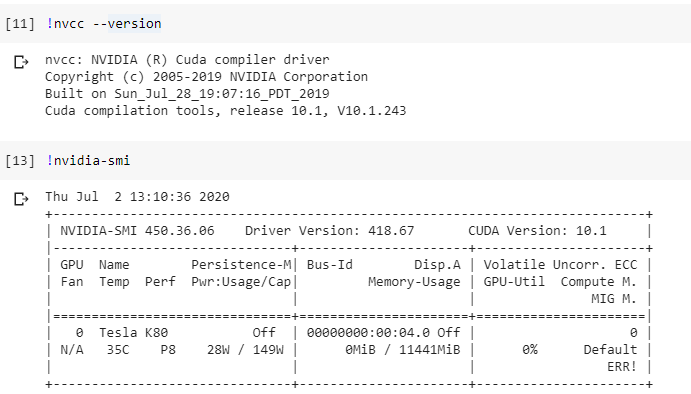 [11] !nvcc --version
nvcc: NVIDIA (R) Cuda compiler driver
Copyright (c) 2005-2019 NVIDIA Corporation
Built on Sun_Jul_28_19:07:16_PDT_2019
Cuda compilation tools, release 10.1, V10.1.243
[13] !nvidia-smi
Thu Jul  2 13:10:36 2020
+-----------------------------------------------------------------------------+
| NVIDIA-SMI 450.36.06    Driver Version: 418.67       CUDA Version: 10.1     |
|-------------------------------+----------------------+----------------------+
| GPU  Name        Persistence-M| Bus-Id        Disp.A | Volatile Uncorr. ECC |
| Fan  Temp  Perf  Pwr:Usage/Cap|         Memory-Usage | GPU-Util  Compute M. |
|                               |                      |               MIG M. |
|===============================+======================+======================|
|   0  Tesla K80           Off  | 00000000:00:04.0 Off |                    0 |
| N/A   35C    P8    28W / 149W |      0MiB / 11441MiB |      0%      Default |
|                               |                      |                 ERR! |
+-------------------------------+----------------------+----------------------+